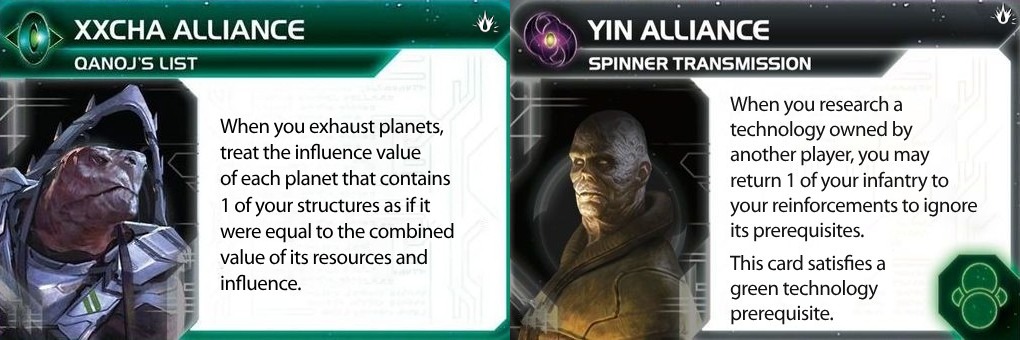 XXCHA ALLIANCE
QANOJ'S LIST
When you exhaust planets,
treat the influence value
of each planet that contains
1 of your structures as if it
were equal to the combined
value of its resources and
influence.
YIN ALLIANCE
SPINNER TRANSMISSION
When you research a
technology owned by
another player, you may
return 1 of your infantry to
your reinforcements to ignore
its prerequisites.
This card satisfies a
green technology
prerequisite.